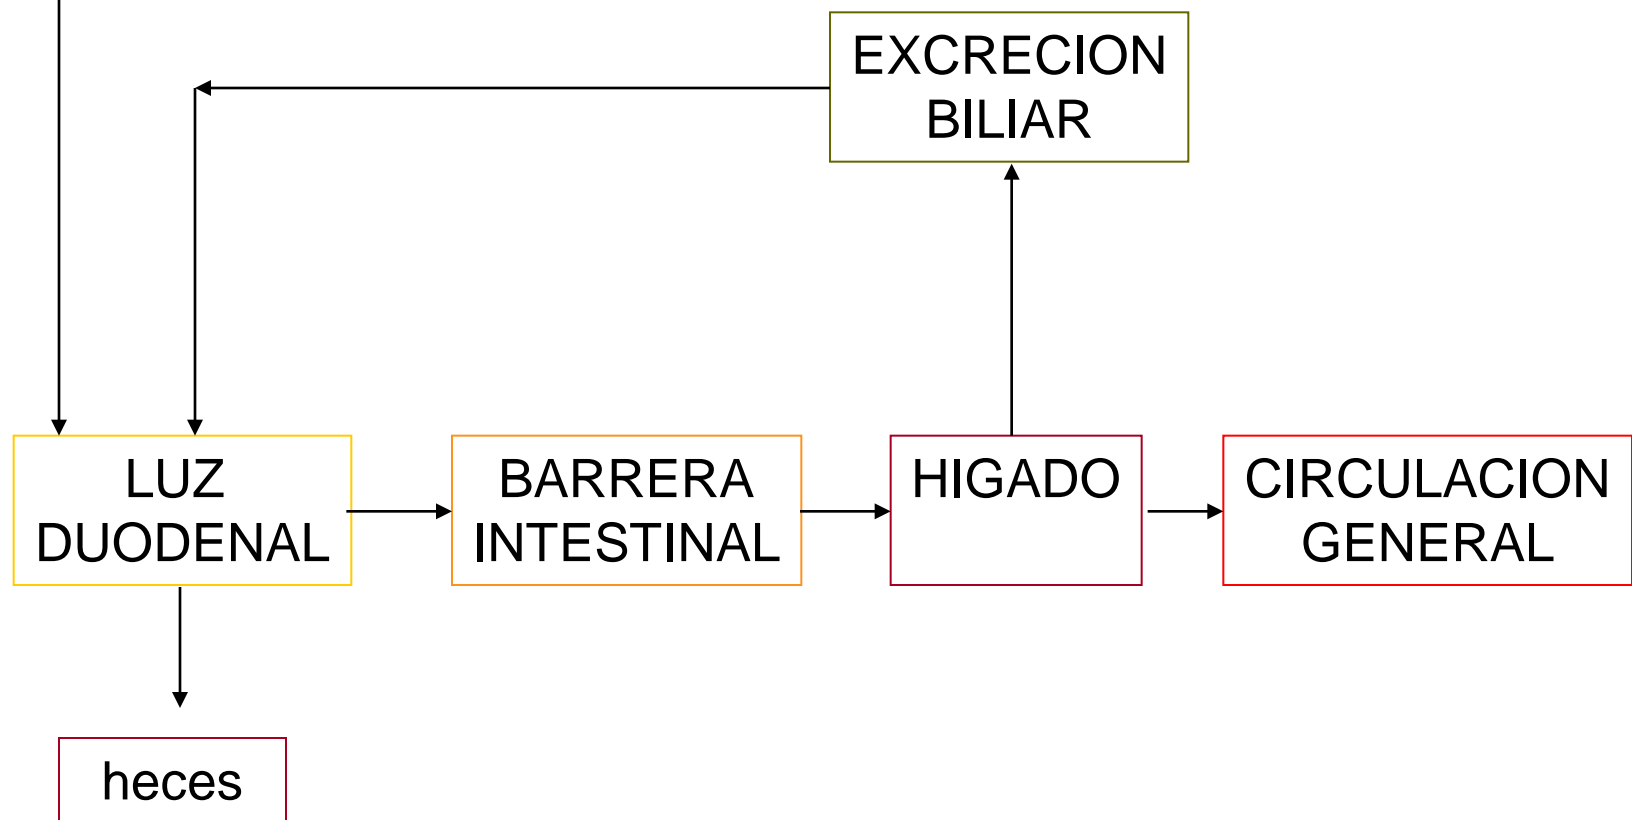 EXCRECION
BILIAR
LUZ
DUODENAL
BARRERA
INTESTINAL
HIGADO
CIRCULACION
GENERAL
heces